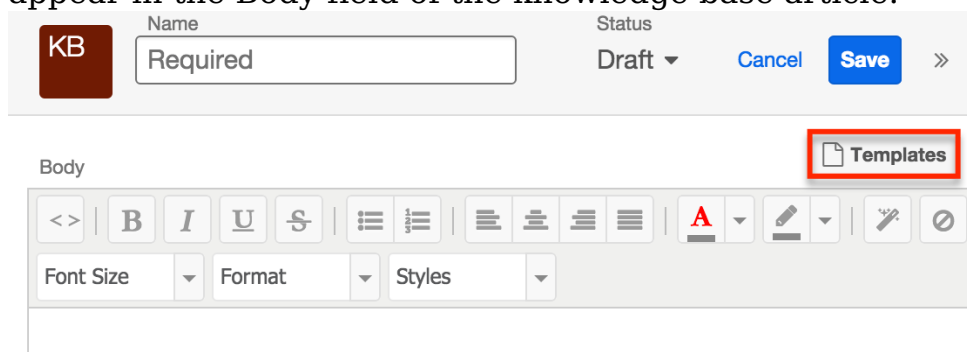 appear in the Body field of the knowledge base article.
Name
Status
KB
Required
Draft
Cancel
Save
»
Templates
Body
<> B I U S A
Font Size Format Styles